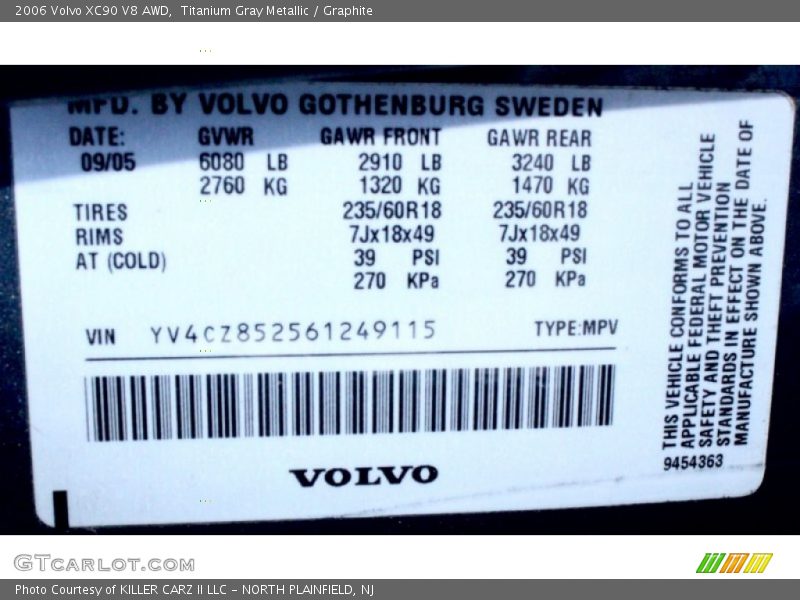 2006 Volvo XC90 V8 AWD,  Titanium Gray Metallic / Graphite
MFD. BY VOLVO GOTHENBURG SWEDEN
DATE: GVWR GAWR FRONT GAWR REAR
09/05 6080 LB 2910 LB 3240 LB
2760 KG 1320 KG 1470 KG
TIRES 235/60R18 235/60R18
RIMS 7Jx18x49 7Jx18x49
AT (COLD) 39 PSI 39 PSI
270 KPa 270 KPa
VIN YV4CZ852561249115 TYPE:MPV
VOLVO
THIS VEHICLE CONFORMS TO ALL
APPLICABLE FEDERAL MOTOR VEHICLE
SAFETY AND THEFT PREVENTION
STANDARDS IN EFFECT ON THE DATE OF
MANUFACTURE SHOWN ABOVE.
9454363
GTCarLot.com
Photo Courtesy of KILLER CARZ II LLC - NORTH PLAINFIELD, NJ